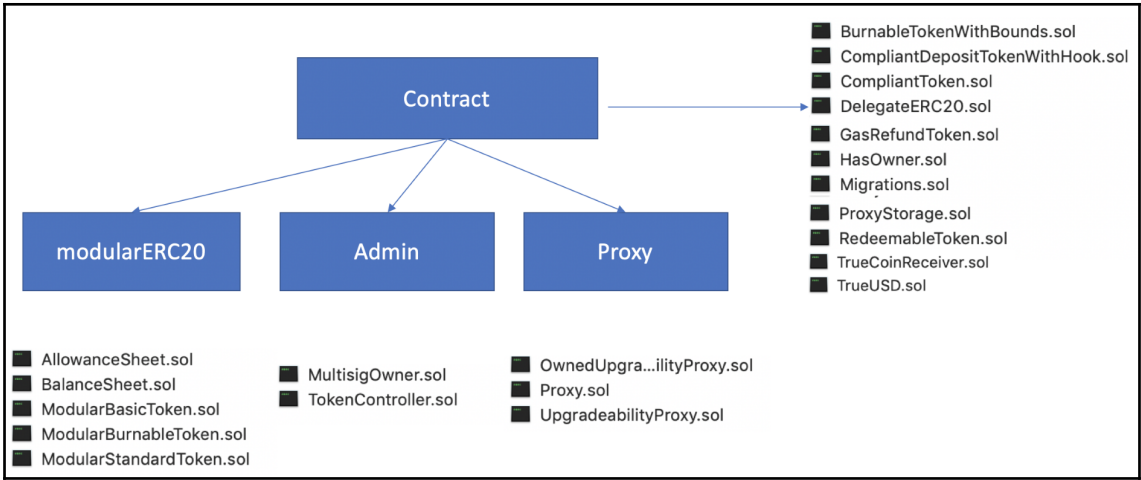 Contract
BurnableTokenWithBounds.sol
CompliantDepositTokenWithHook.sol
CompliantToken.sol
DelegateERC20.sol
GasRefundToken.sol
HasOwner.sol
Migrations.sol
ProxyStorage.sol
RedeemableToken.sol
TrueCoinReceiver.sol
TrueUSD.sol
modularERC20
Admin
Proxy
AllowanceSheet.sol
BalanceSheet.sol
ModularBasicToken.sol
ModularBurnableToken.sol
ModularStandardToken.sol
MultisigOwner.sol
TokenController.sol
OwnedUpgra...ilityProxy.sol
Proxy.sol
UpgradeabilityProxy.sol